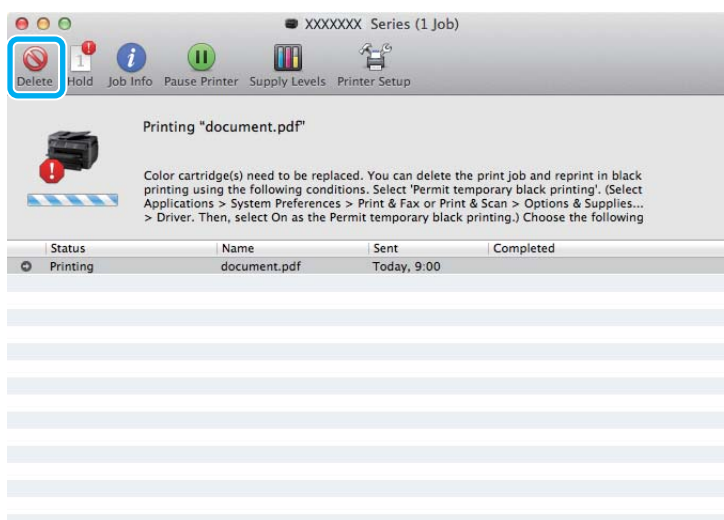 XXXXXXX Series (1 Job)
Delete Hold Job Info Pause Printer Supply Levels Printer Setup
Printing "document.pdf"
Color cartridge(s) need to be replaced. You can delete the print job and reprint in black
printing using the following conditions. Select 'Permit temporary black printing'. (Select
Applications > System Preferences > Print & Fax or Print & Scan > Options & Supplies...
> Driver. Then, select On as the Permit temporary black printing.) Choose the following
Status Name Sent Completed
Printing document.pdf Today, 9:00